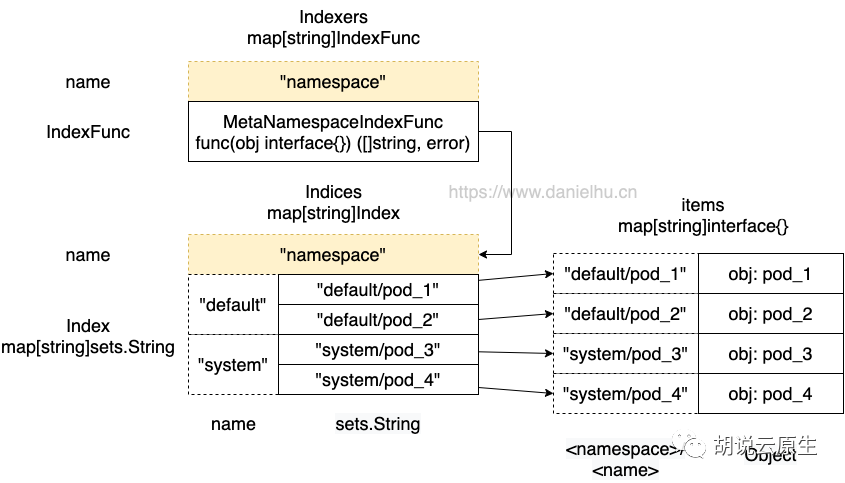 Indexers
map[string]IndexFunc
name
"namespace"
IndexFunc
MetaNamespaceIndexFunc
func(obj interface{}) ([]string, error)
https://www.danielhu.cn
Indices
map[string]Index
items
map[string]interface{}
name
"namespace"
Index
map[string]sets.String
"default"
"default/pod_1"
"default/pod_2"
"system"
"system/pod_3"
"system/pod_4"
"default/pod_1"
obj: pod_1
"default/pod_2"
obj: pod_2
"system/pod_3"
obj: pod_3
"system/pod_4"
obj: pod_4
name
sets.String
<namespace>/
<name>
Object
胡说云原生